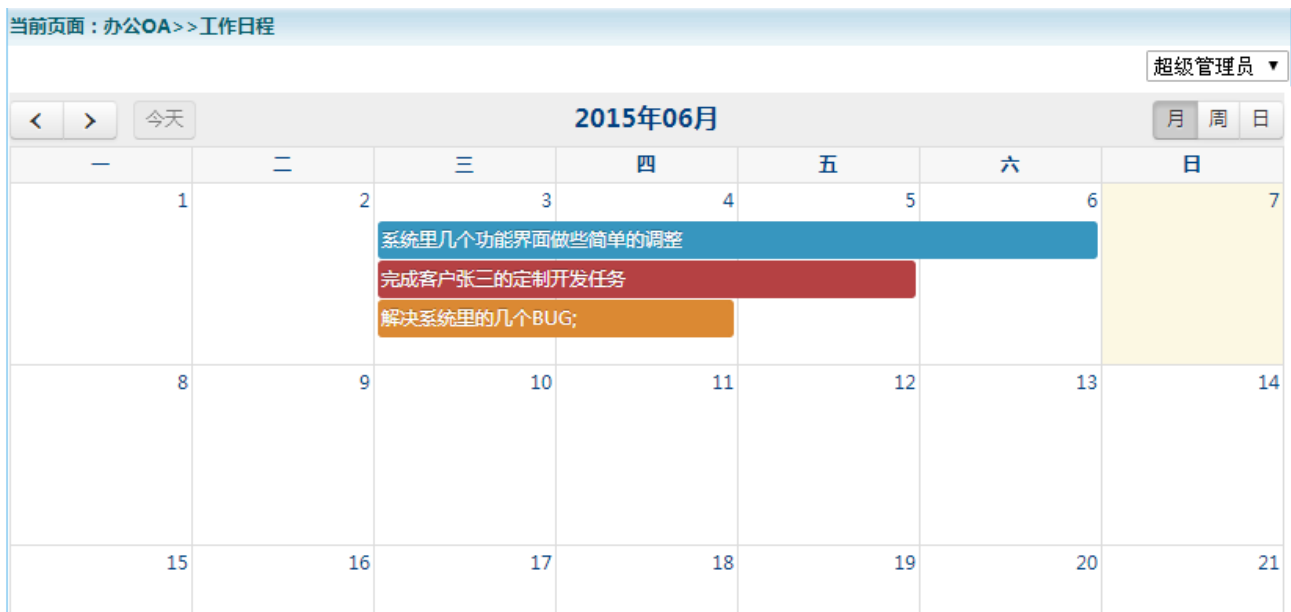 当前页面：办公OA>>工作日程
超级管理员 ▼
< > 今天 2015年06月 月 周 日
一 二 三 四 五 六 日
1 2 3 4 5 6 7
系统里几个功能界面做些简单的调整
完成客户张三的定制开发任务
解决系统里的几个BUG;
8 9 10 11 12 13 14
15 16 17 18 19 20 21